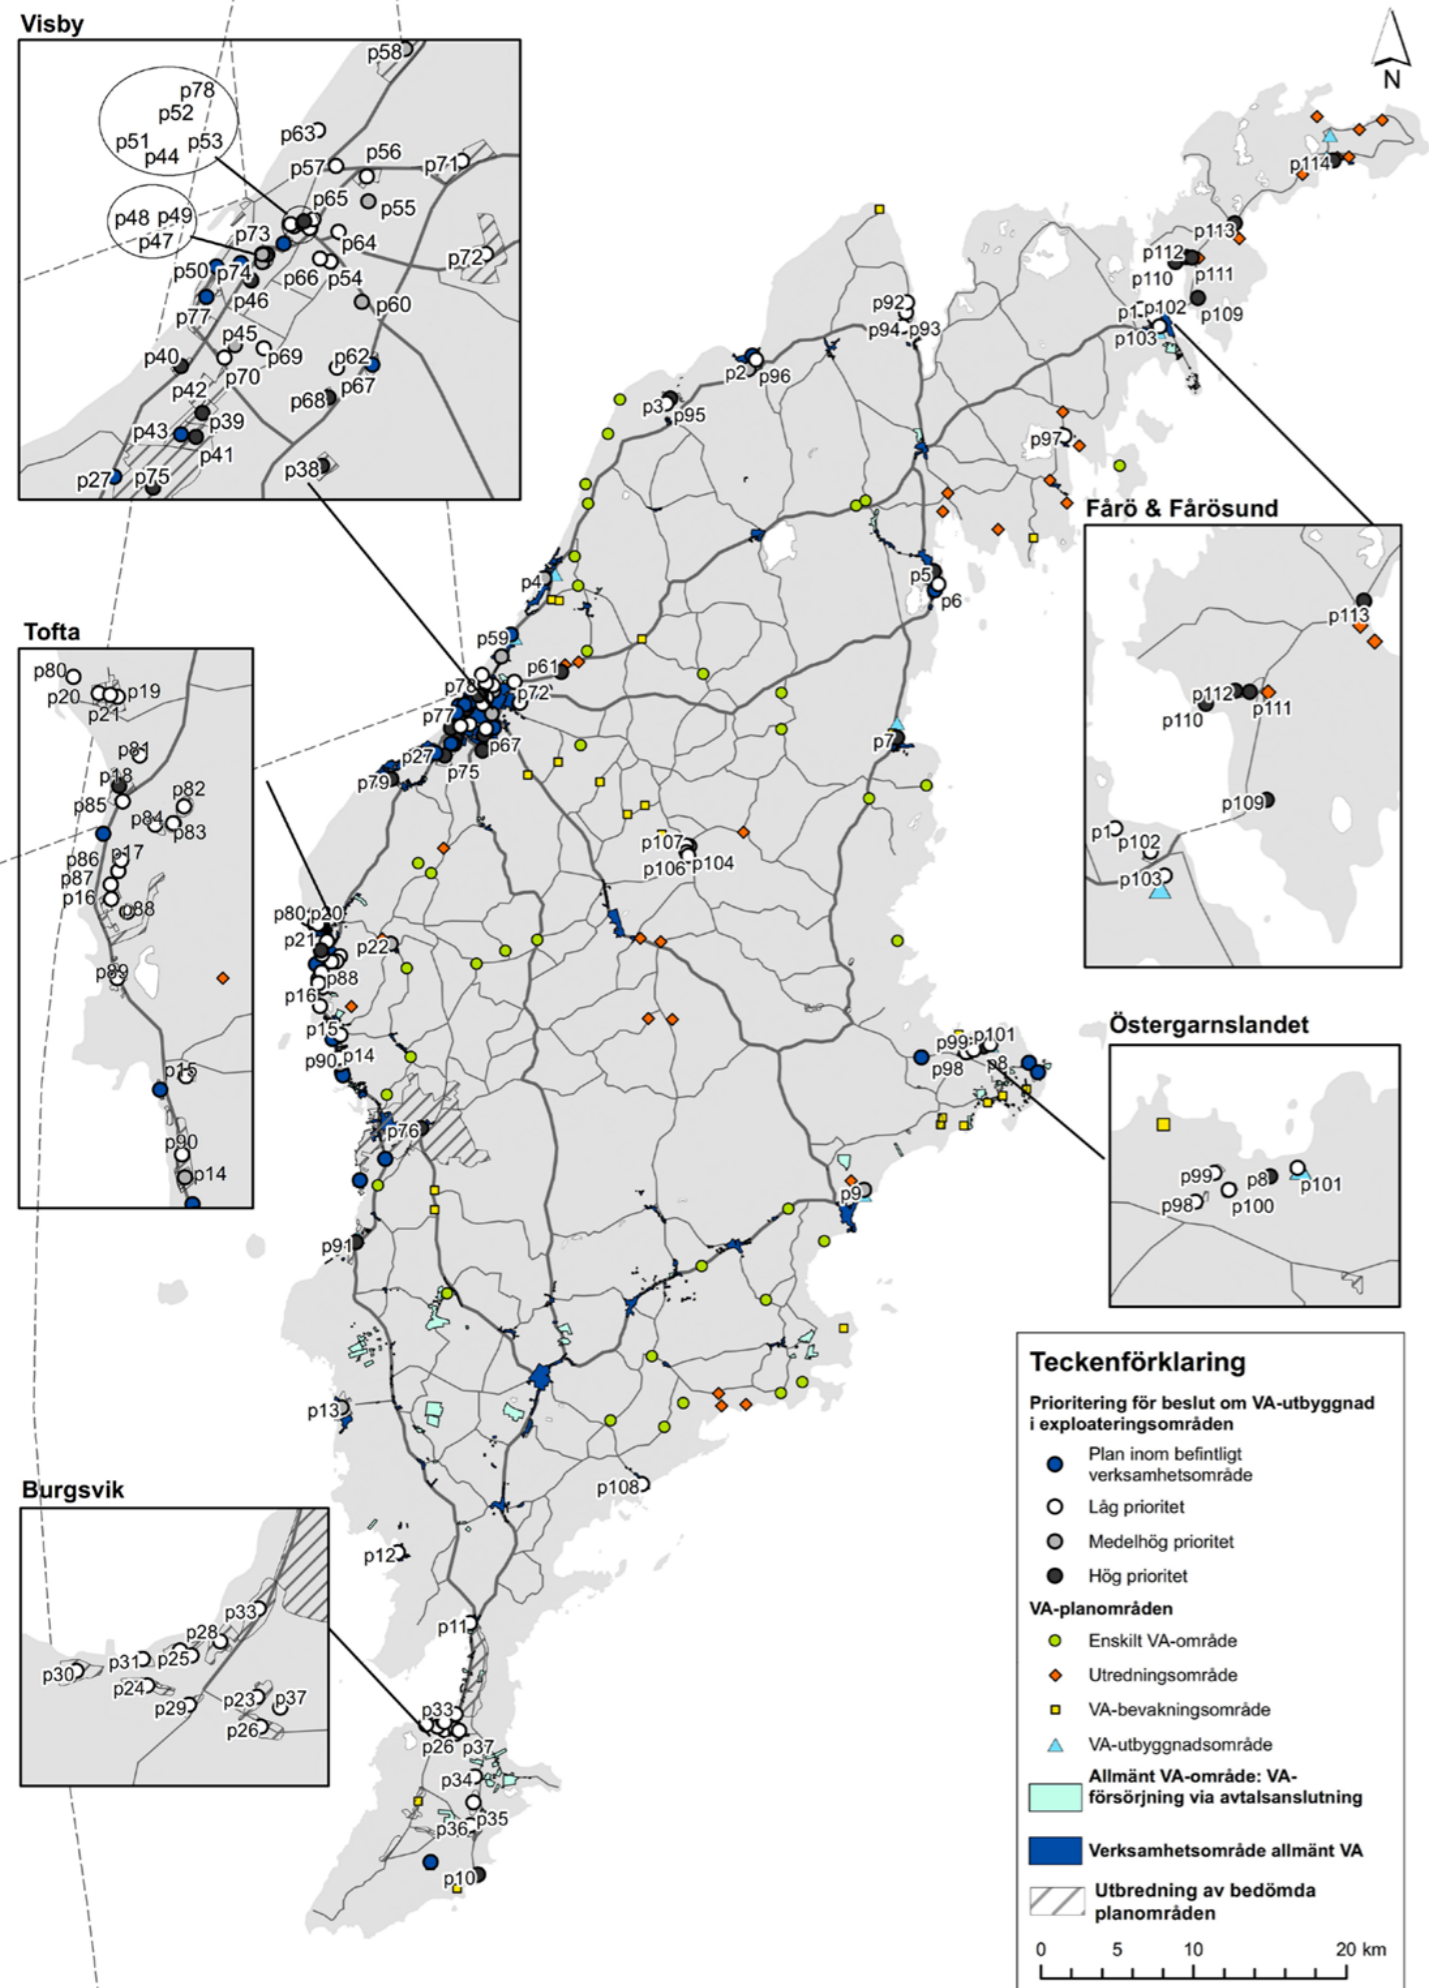 Visby
p58
p78
p52
p51
p53
p44
p63
p57
p56
p71
p65
p55
p48
p49
p47
p73
p64
p72
p50
p74
p66
p54
p46
p60
p77
p45
p69
p40
p70
p62
p67
p42
p68
p39
p43
p41
p38
p27
p75
N
p114
p113
p112
p110
p111
p109
p102
p103
p92
p94
p93
p2
p96
p3
p95
p97
p4
p5
p6
p59
p61
p78
p72
p77
p67
p27
p75
p79
p7
p107
p106
p104
p80
p20
p21
p22
p88
p16
p15
p90
p14
p76
p99
p101
p98
p8
p9
p91
p13
p108
p12
p11
p33
p26
p37
p34
p35
p36
p10
Fårö & Fårösund
p113
p112
p110
p111
p109
p1
p102
p103
Tofta
p80
p20
p19
p21
p81
p18
p85
p82
p84
p83
p17
p86
p87
p16
p88
p89
p15
p90
p14
Östergarnslandet
p99
p8
p98
p100
p101
Burgsvik
p33
p28
p31
p25
p30
p24
p29
p23
p37
p26
Teckenförklaring
Prioritering för beslut om VA-utbyggnad
i exploateringsområden
Plan inom befintligt
verksamhetsområde
Låg prioritet
Medelhög prioritet
Hög prioritet
VA-planområden
Enskilt VA-område
Utredningsområde
VA-bevakningsområde
VA-utbyggnadsområde
Allmänt VA-område: VA-
försörjning via avtalsanslutning
Verksamhetsområde allmänt VA
Utbredning av bedömda
planområden
0 5 10 20 km